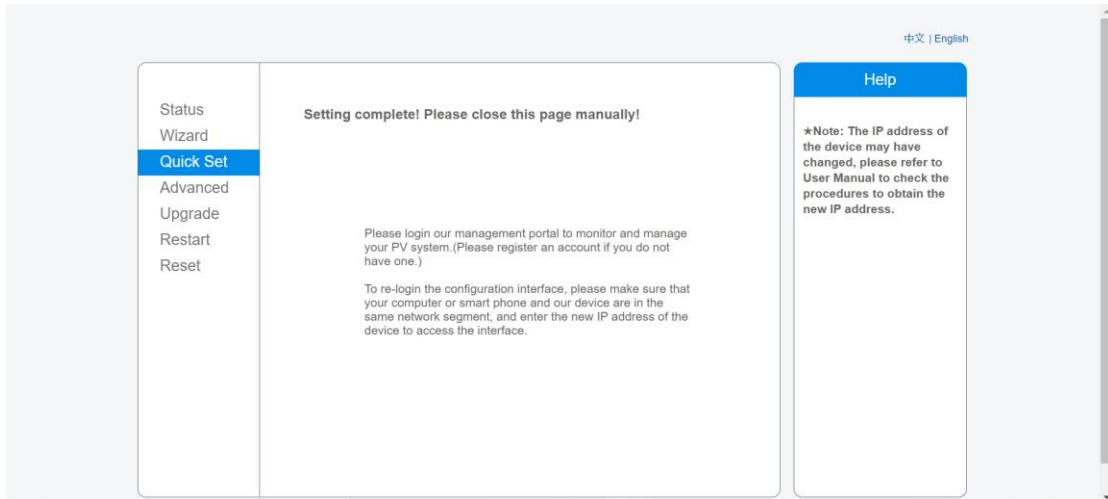 中文 | English
Status
Wizard
Quick Set
Advanced
Upgrade
Restart
Reset
Setting complete! Please close this page manually!
Please login our management portal to monitor and manage
your PV system.(Please register an account if you do not
have one.)
To re-login the configuration interface, please make sure that
your computer or smart phone and our device are in the
same network segment, and enter the new IP address of the
device to access the interface.
Help
★Note: The IP address of
the device may have
changed, please refer to
User Manual to check the
procedures to obtain the
new IP address.